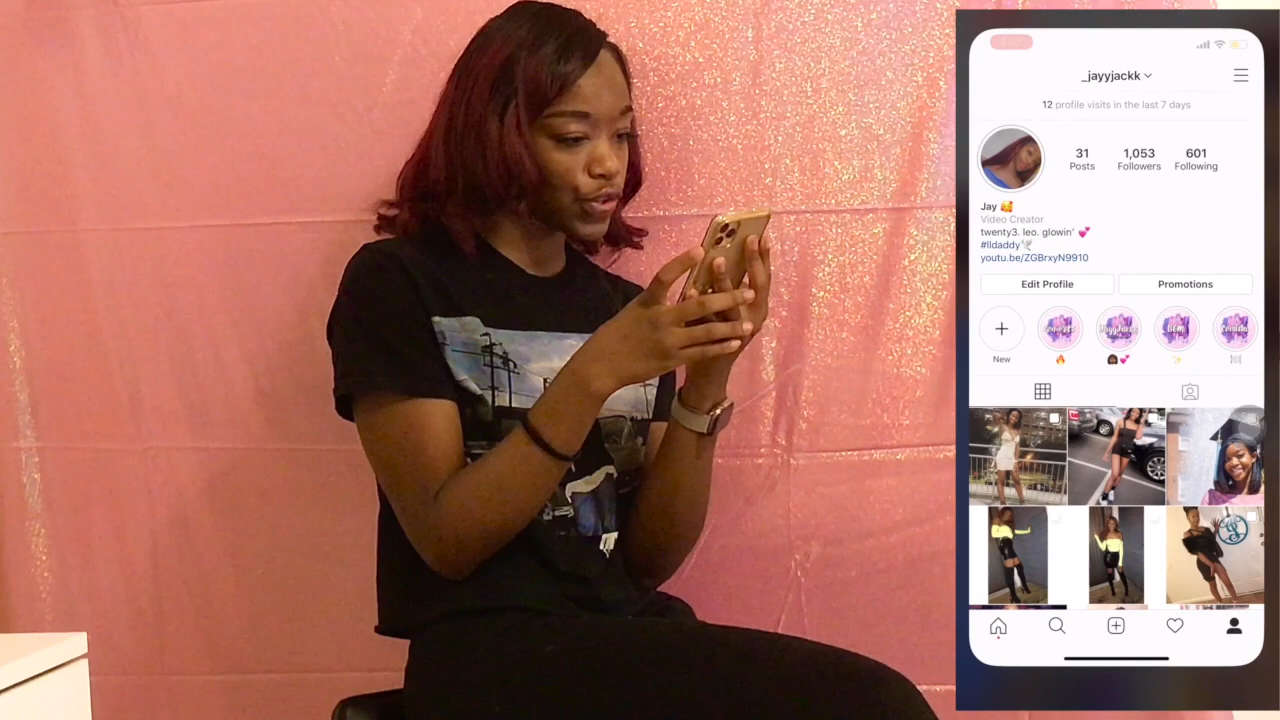 _jayyjackk
12 profile visits in the last 7 days
31
Posts
1,053
Followers
601
Following
Jay 🥰
Video Creator
twenty3. leo. glowin' 💕
#lldaddy🕊
youtu.be/ZGBrxyN9910
Edit Profile
Promotions
GEM
New